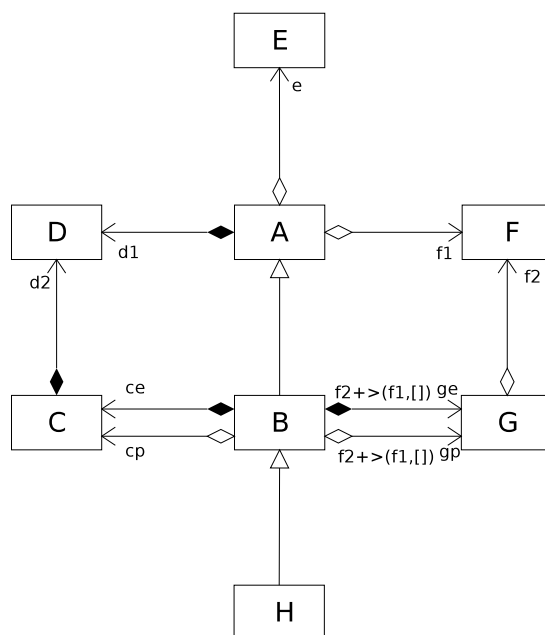 E
e
D
A
F
d1
f1
d2
f2
ce
f2+>(f1,[]) ge
C
B
G
cp
f2+>(f1,[]) gp
H